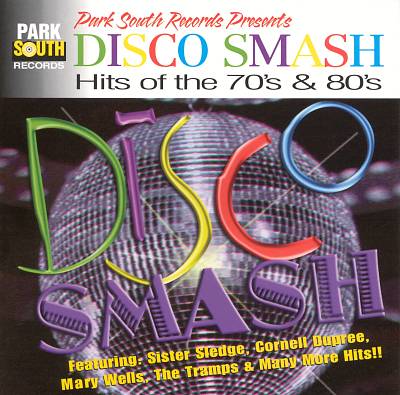 PARK
SOUTH
RECORDS
Park South Records Presents
DISCO SMASH
Hits of the 70's & 80's
DISCO
SMASH
Featuring: Sister Sledge, Cornell Dupree,
Mary Wells, The Tramps & Many More Hits!!